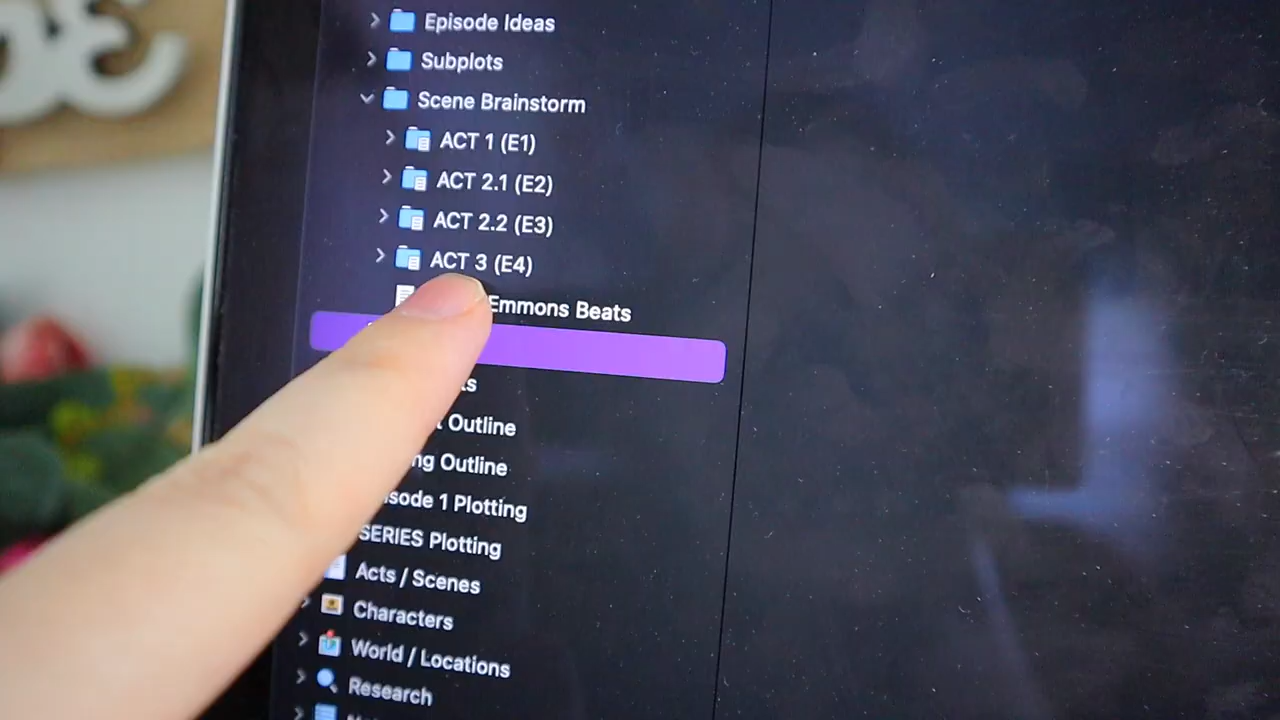 Episode Ideas
Subplots
Scene Brainstorm
ACT 1 (E1)
ACT 2.1 (E2)
ACT 2.2 (E3)
ACT 3 (E4)
Emmons Beats
Outline
Outline
1 Plotting
SERIES Plotting
Acts / Scenes
Characters
World / Locations
Research